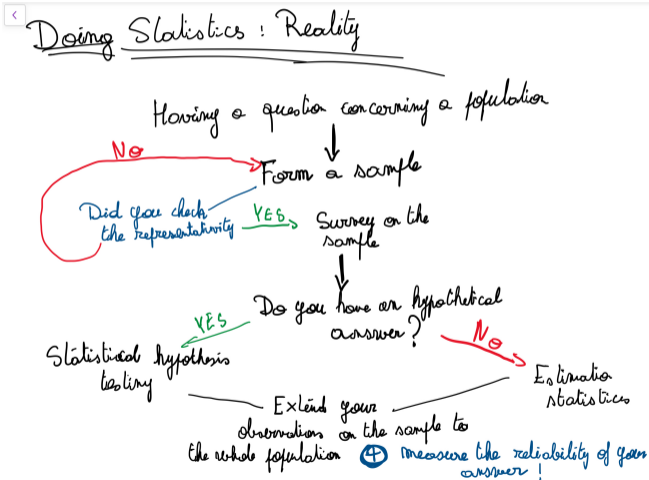 Doing Statistics : Reality
Having a question concerning a population
No
Form a sample
Did you check
the representativity
YES
Survey on the
sample
Do you have an hypothetical
answer?
YES
No
Statistical hypothesis
testing
Estimation
statistics
Extend your
observations on the sample to
the whole population + measure the reliability of your
answer !